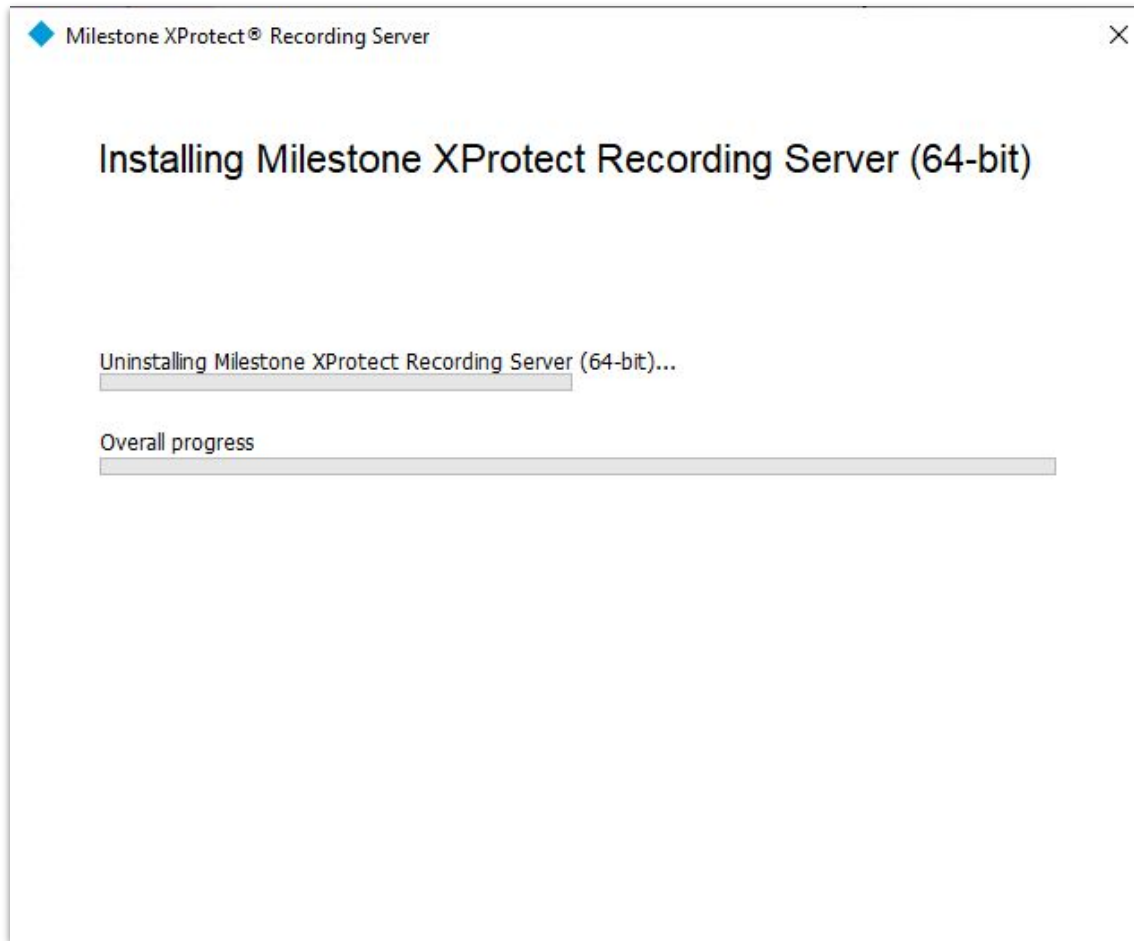 Milestone XProtect® Recording Server
Installing Milestone XProtect Recording Server (64-bit)
Uninstalling Milestone XProtect Recording Server (64-bit)...
Overall progress